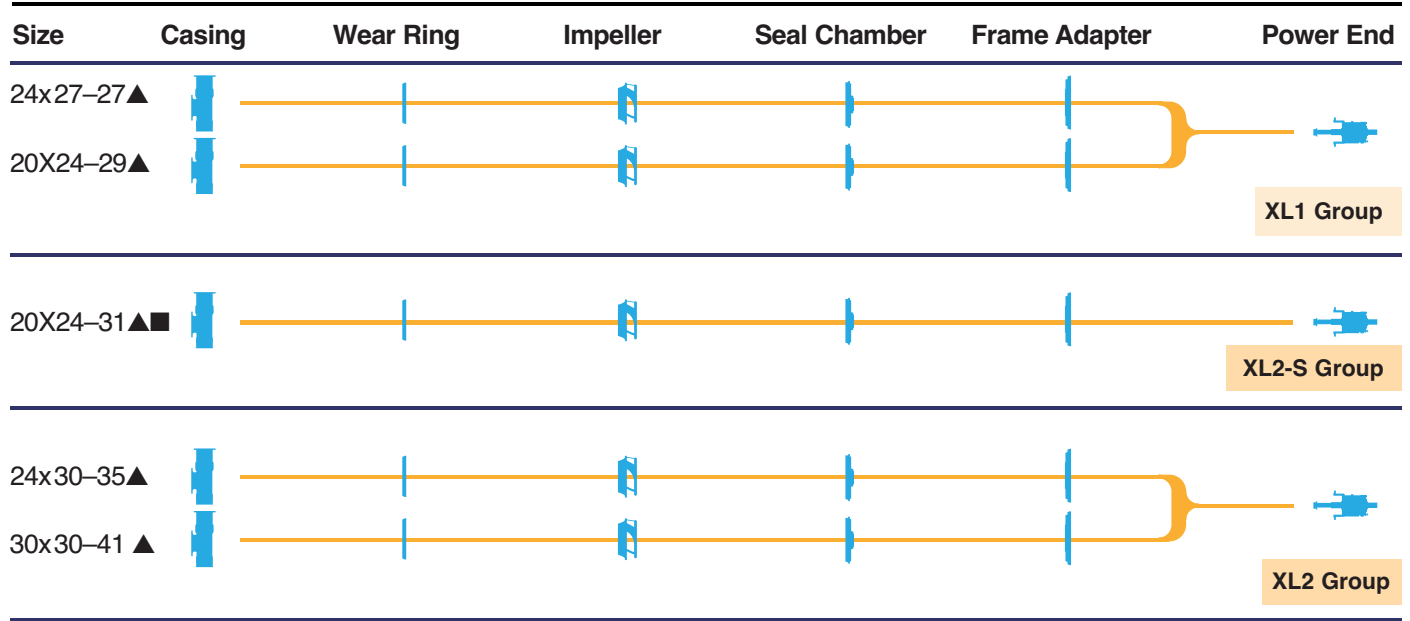 Size Casing Wear Ring Impeller Seal Chamber Frame Adapter Power End
24x27–27▲
20X24–29▲
XL1 Group
20X24–31▲■
XL2-S Group
24x30–35▲
30x30–41 ▲
XL2 Group